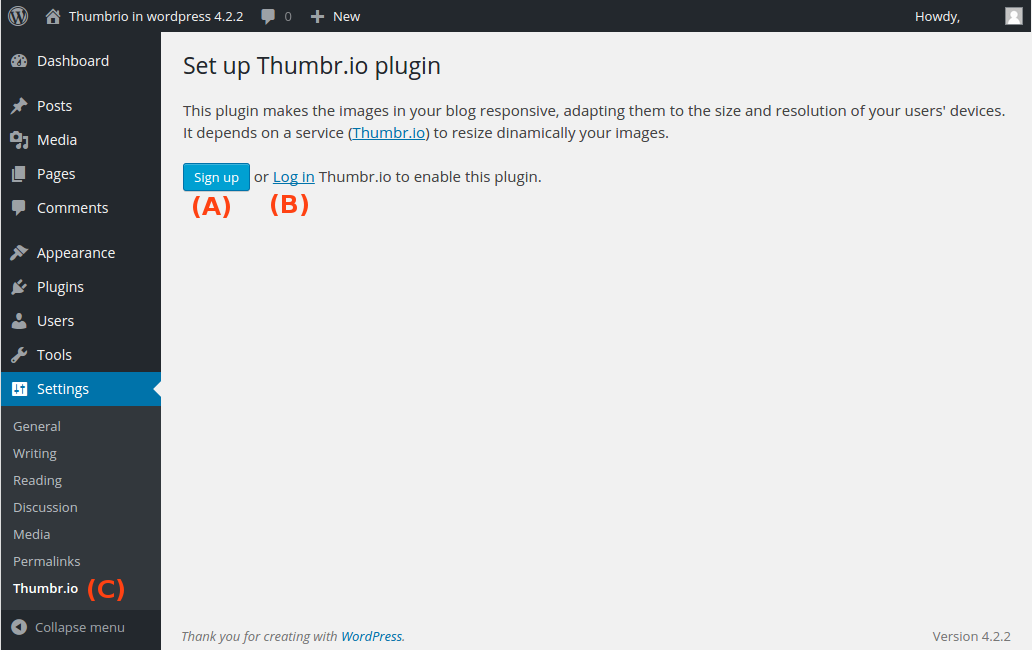 Thumbrio in wordpress 4.2.2 0 New Howdy,
Dashboard
Posts
Media
Pages
Comments
Appearance
Plugins
Users
Tools
Settings
General
Writing
Reading
Discussion
Media
Permalinks
Thumbr.io (C)
Collapse menu
Set up Thumbr.io plugin
This plugin makes the images in your blog responsive, adapting them to the size and resolution of your users' devices.
It depends on a service (Thumbr.io) to resize dinamically your images.
Sign up or Log in Thumbr.io to enable this plugin.
(A) (B)
Thank you for creating with WordPress. Version 4.2.2